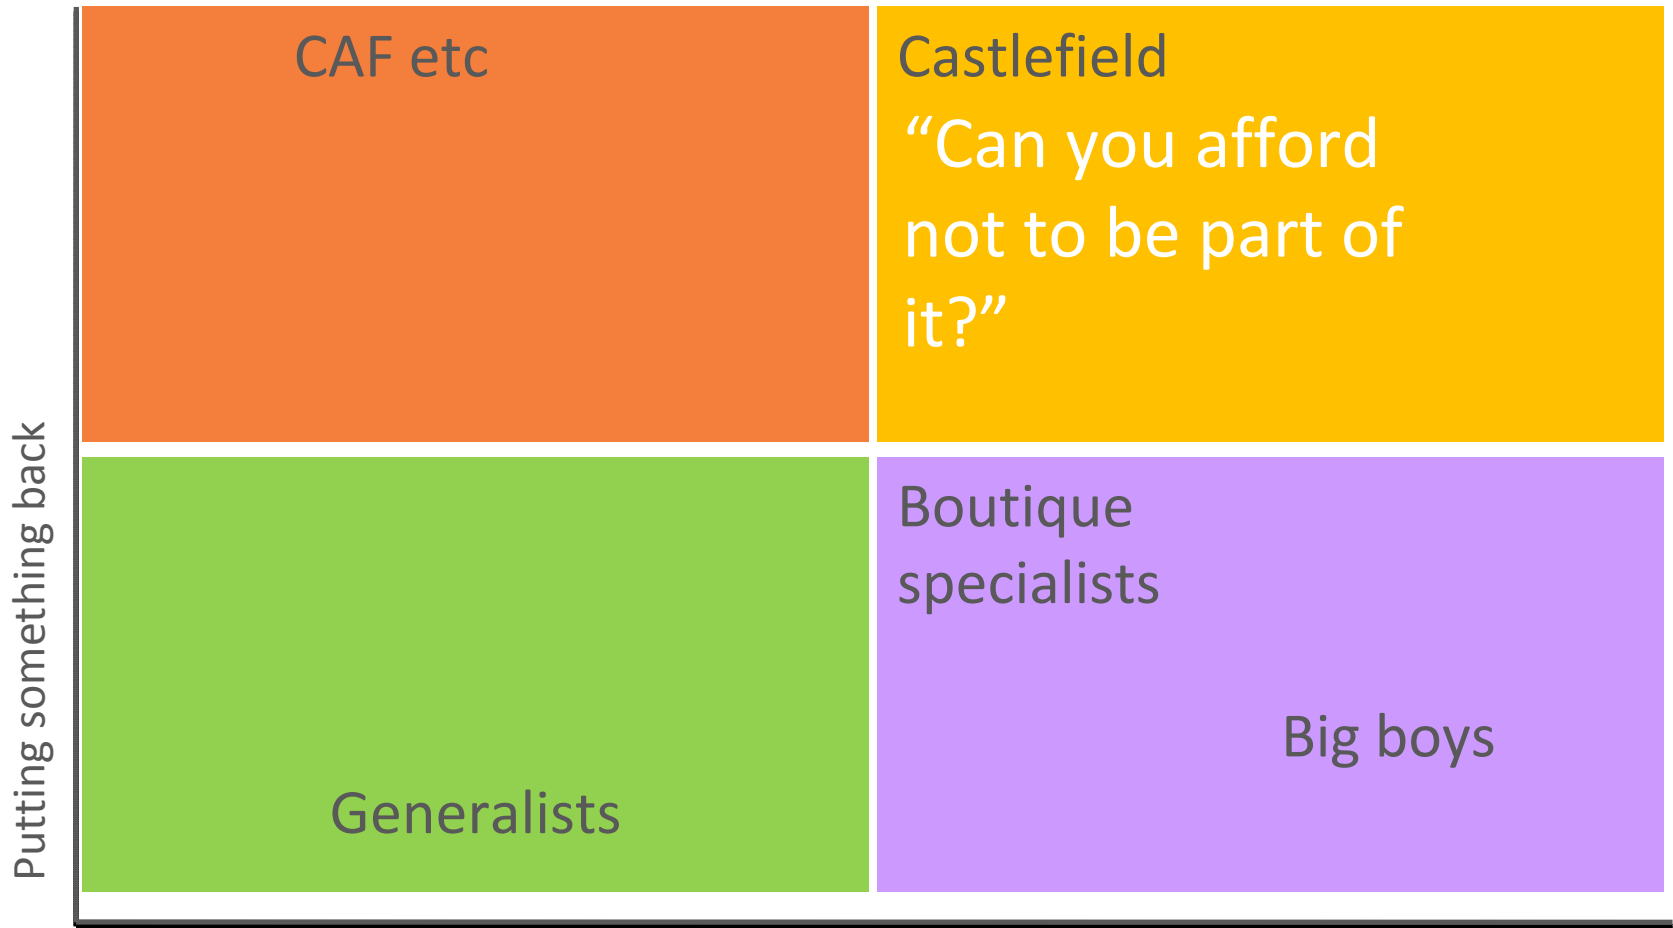 CAF etc
Castlefield
“Can you afford
not to be part of
it?”
Putting something back
Boutique
specialists
Big boys
Generalists